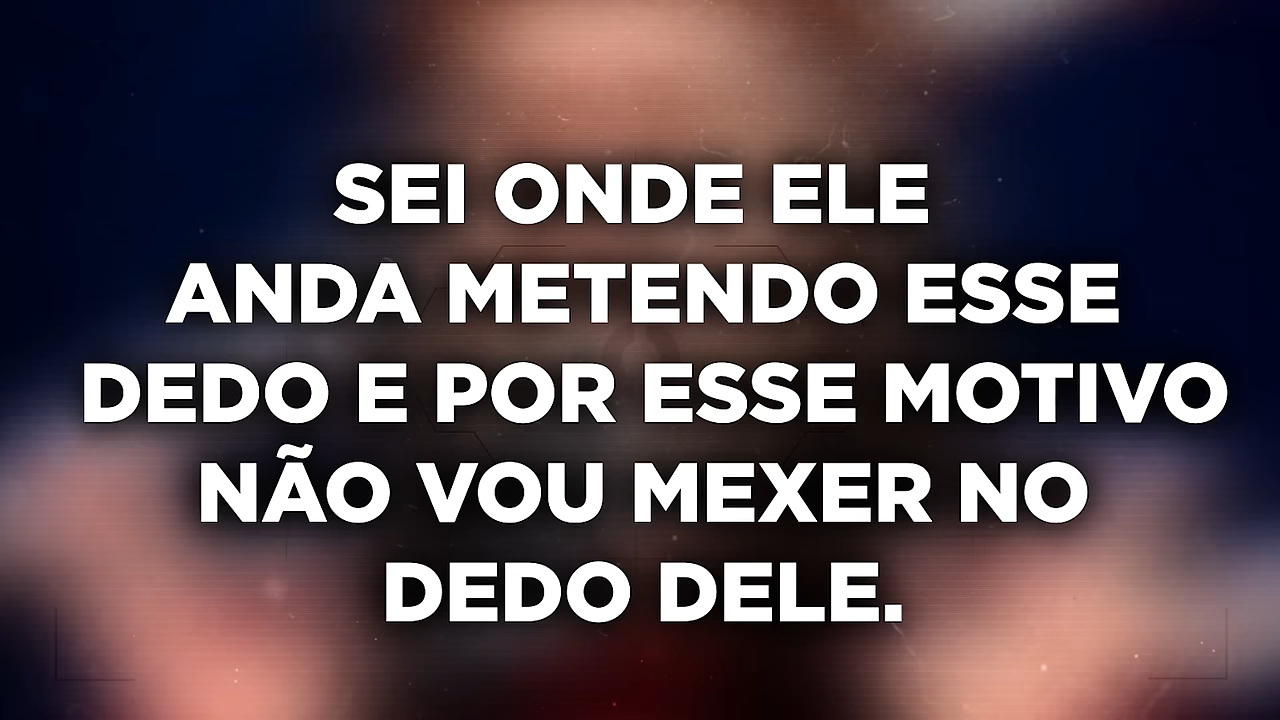 SEI ONDE ELE
ANDA METENDO ESSE
DEDO E POR ESSE MOTIVO
NÃO VOU MEXER NO
DEDO DELE.